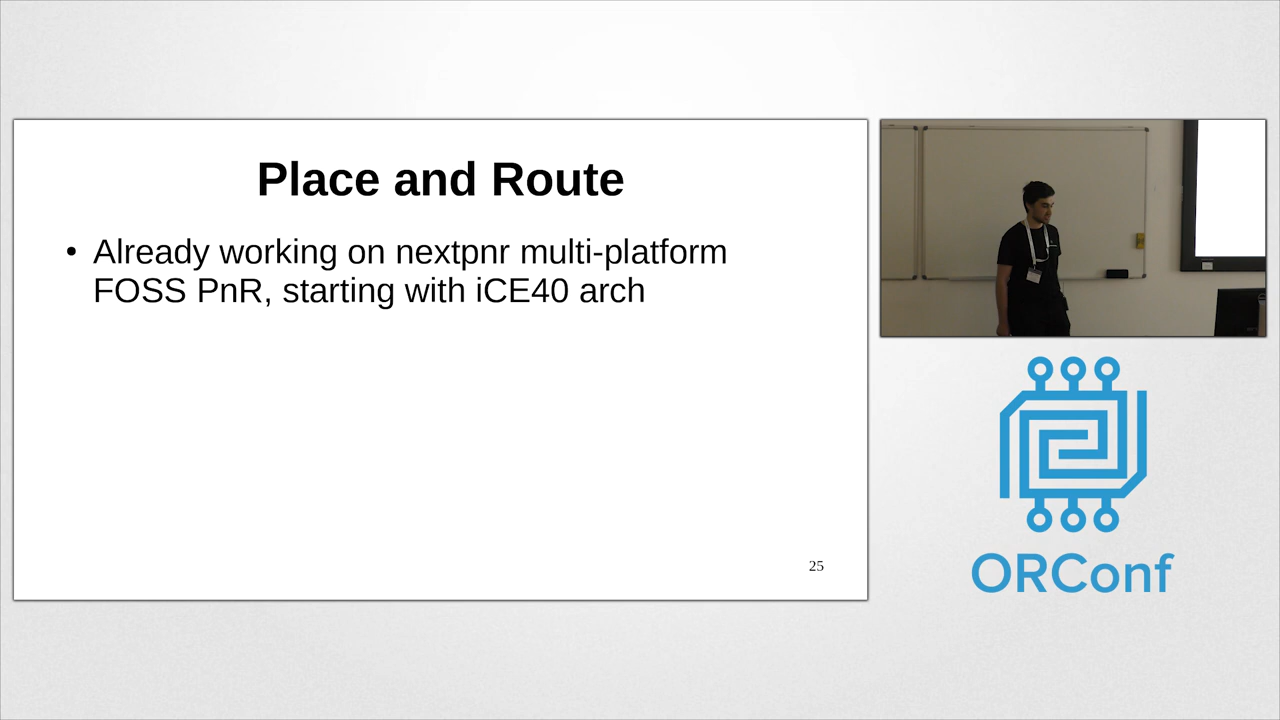 Place and Route
• Already working on nextpnr multi-platform
FOSS PnR, starting with iCE40 arch
25
ORConf